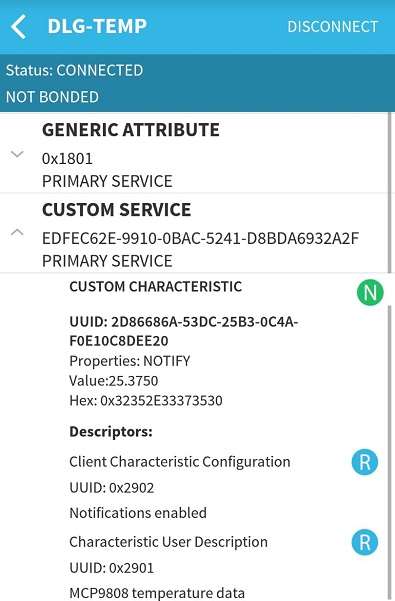 DLG-TEMP
DISCONNECT
Status: CONNECTED
NOT BONDED
GENERIC ATTRIBUTE
0x1801
PRIMARY SERVICE
CUSTOM SERVICE
EDFEC62E-9910-0BAC-5241-D8BDA6932A2F
PRIMARY SERVICE
CUSTOM CHARACTERISTIC
N
UUID: 2D86686A-53DC-25B3-0C4A-
F0E10C8DEE20
Properties: NOTIFY
Value:25.3750
Hex: 0x32352E33373530
Descriptors:
Client Characteristic Configuration
R
UUID: 0x2902
Notifications enabled
Characteristic User Description
R
UUID: 0x2901
MCP9808 temperature data